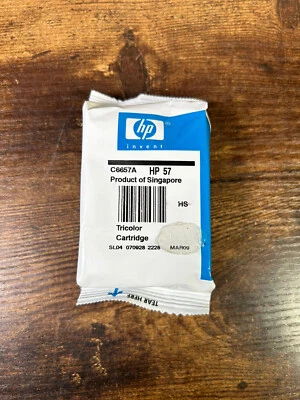 hp
invent
C6657A HP 57
Product of Singapore
HS
Tricolor
Cartridge
SL04 070928 2228 MAR09
TEAR HERE